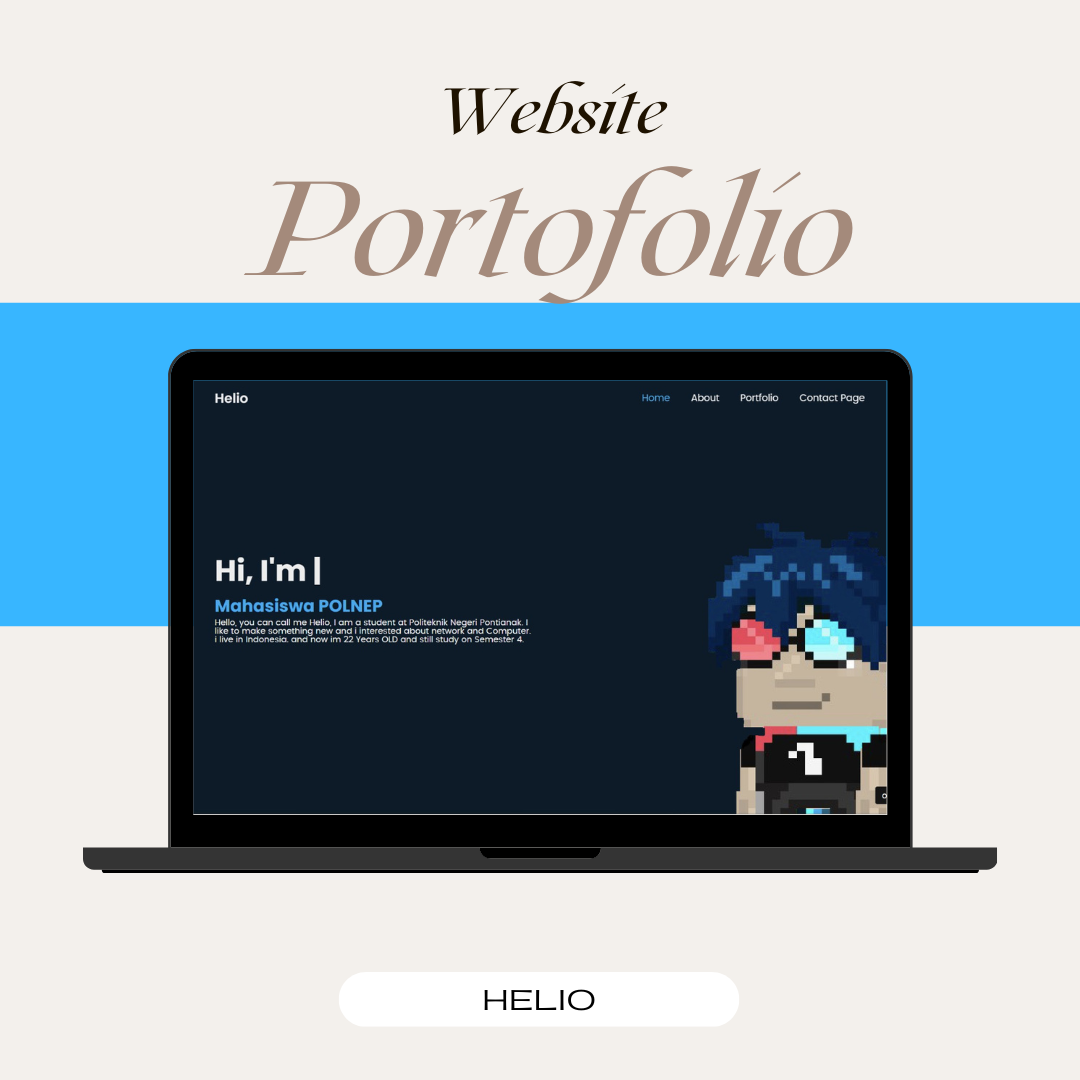 Website
Portofolio
Helio
Home About Portfolio Contact Page
Hi, I'm |
Mahasiswa POLNEP
Hello, you can call me Helio, I am a student at Politeknik Negeri Pontianak. I
like to make something new and i interested about network and Computer.
i live in Indonesia. and now im 22 Years OLD and still study on Semester 4.
HELIO